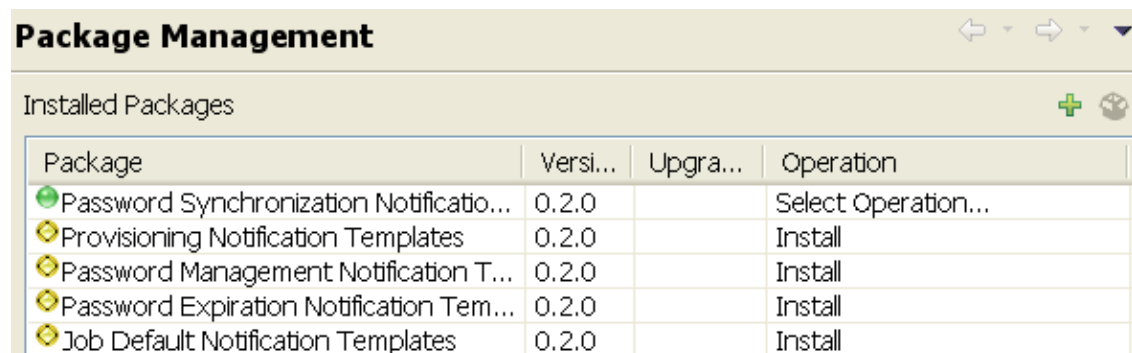 Package Management
Installed Packages
Package Versi... Upgra... Operation
Password Synchronization Notificatio... 0.2.0 Select Operation...
Provisioning Notification Templates 0.2.0 Install
Password Management Notification T... 0.2.0 Install
Password Expiration Notification Tem... 0.2.0 Install
Job Default Notification Templates 0.2.0 Install